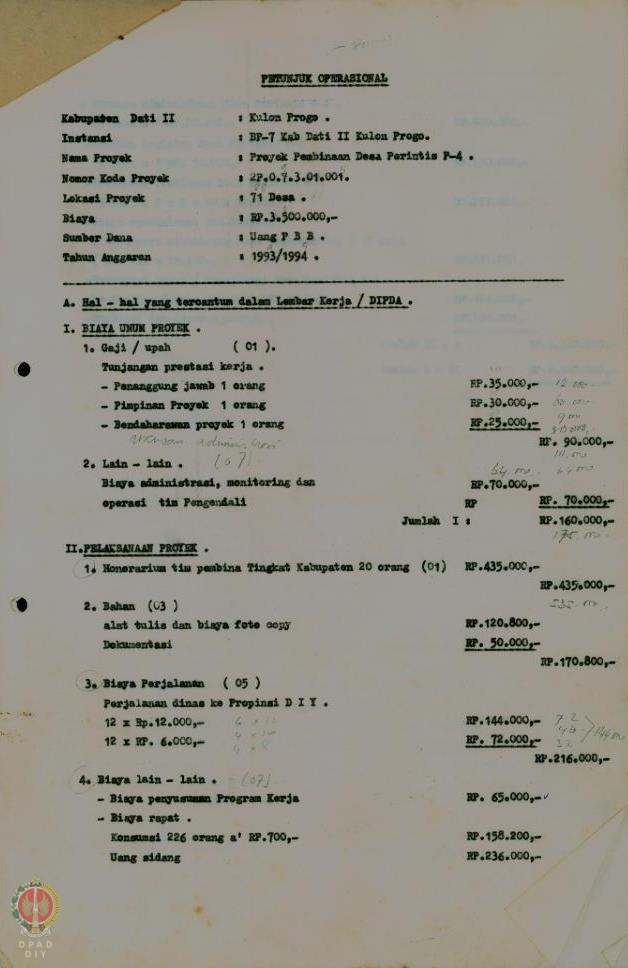 PETUNJUK OPERASIONAL
Kabupaten Dati II : Kulon Progo .
Instansi : BP-7 Kab Dati II Kulon Progo.
Nama Proyek : Proyek Pembinaan Desa Perintis P-4 .
Nomor Kode Proyek : 2P.0.7.3.01.001.
Lokasi Proyek : 71 Desa .
Biaya : RP.3.500.000,-
Sumber Dana : Uang P B B .
Tahun Anggaran : 1993/1994 .
A. Hal - hal yang tercantum dalam Lembar Kerja / DIPDA .
I. BIAYA UMUM PROYEK .
1. Gaji / upah ( 01 ).
Tunjangan prestasi kerja .
- Penanggung jawab 1 orang RP.35.000,-
- Pimpinan Proyek 1 orang RP.30.000,-
- Bendaharawan proyek 1 orang RP.25.000,-
RP. 90.000,-
2. Lain - lain . (07)
Biaya administrasi, monitoring dan RP.70.000,-
operasi tim Pengendali RP RP. 70.000,-
Jumlah I : RP.160.000,-
II. PELAKSANAAN PROYEK .
1. Honorarium tim pembina Tingkat Kabupaten 20 orang (01) RP.435.000,-
RP.435.000,-
2. Bahan (03 )
alat tulis dan biaya foto copy RP.120.800,-
Dokumentasi RP. 50.000,-
RP.170.800,-
3. Biaya Perjalanan ( 05 )
Perjalanan dinas ke Propinsi D I Y .
12 x Rp.12.000,- RP.144.000,-
12 x RP. 6.000,- RP. 72.000,-
RP.216.000,-
4. Biaya lain - lain . (07)
- Biaya penyusunan Program Kerja RP. 65.000,-
- Biaya rapat .
Konsumsi 226 orang a' RP.700,- RP.158.200,-
Uang sidang RP.236.000,-
DPAD
DIY